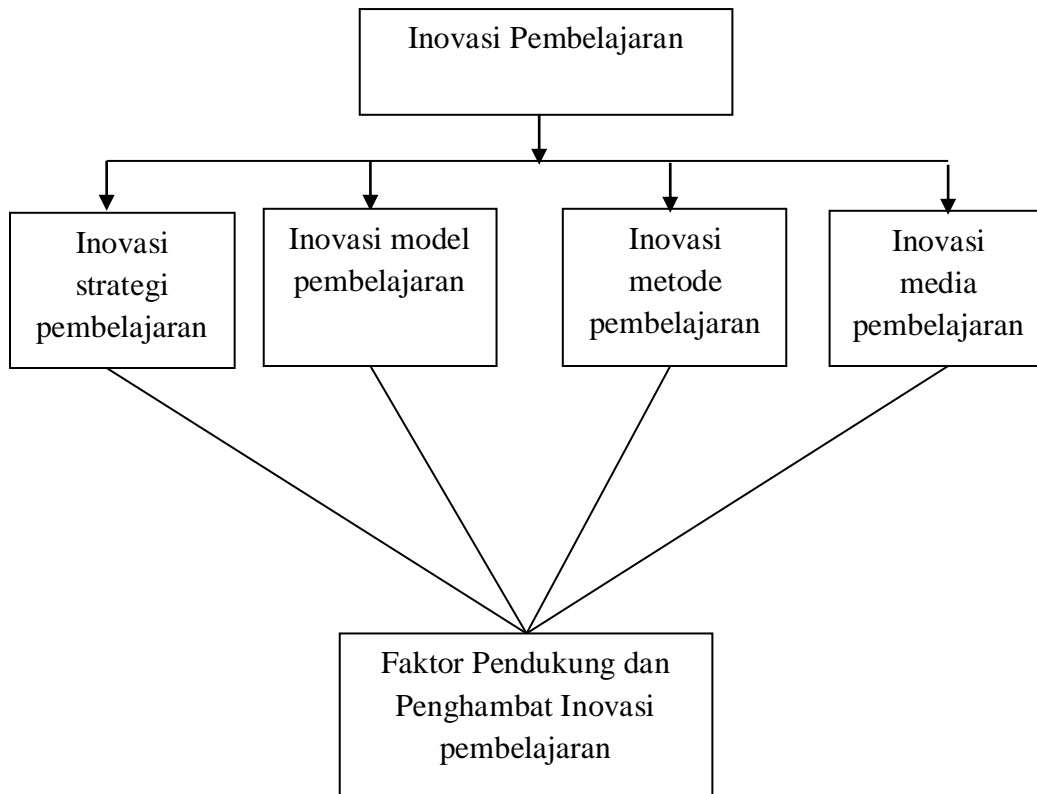 Inovasi Pembelajaran
Inovasi
strategi
pembelajaran
Inovasi model
pembelajaran
Inovasi
metode
pembelajaran
Inovasi
media
pembelajaran
Faktor Pendukung dan
Penghambat Inovasi
pembelajaran